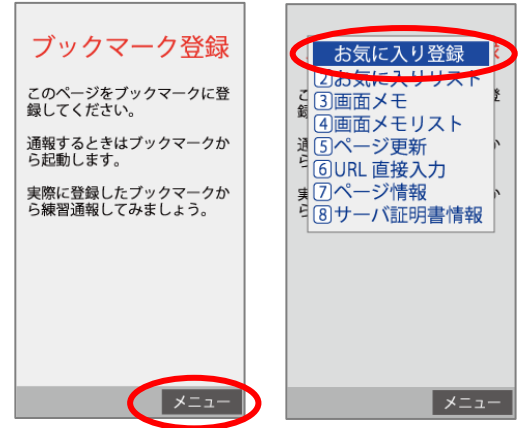 ブックマーク登録
このページをブックマークに登
録してください。
通報するときはブックマークか
ら起動します。
実際に登録したブックマークか
ら練習通報してみましょう。
メニュー
お気に入り登録
2お気に入りリスト
3画面メモ
4画面メモリスト
5ページ更新
6URL 直接入力
7ページ情報
8サーバ証明書情報
メニュー